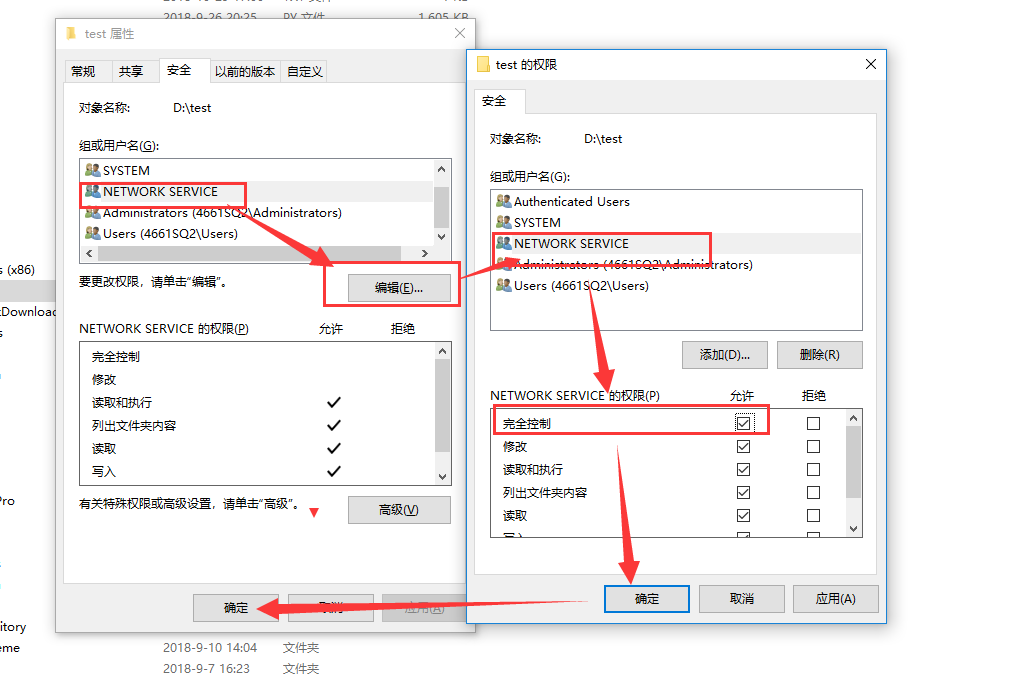 2018-9-26 20:25 PY 文件 1,605 KB
test 属性
常规 共享 安全 以前的版本 自定义
对象名称: D:\test
组或用户名(G):
SYSTEM
NETWORK SERVICE
Administrators (4661SQ2\Administrators)
Users (4661SQ2\Users)
要更改权限，请单击“编辑”。
编辑(E)...
NETWORK SERVICE 的权限(P) 允许 拒绝
完全控制
修改
读取和执行
列出文件夹内容
读取
写入
有关特殊权限或高级设置，请单击“高级”。
高级(V)
确定 取消 应用(A)
test 的权限
安全
对象名称: D:\test
组或用户名(G):
Authenticated Users
SYSTEM
NETWORK SERVICE
Administrators (4661SQ2\Administrators)
Users (4661SQ2\Users)
添加(D)... 删除(R)
NETWORK SERVICE 的权限(P) 允许 拒绝
完全控制
修改
读取和执行
列出文件夹内容
读取
写入
确定 取消 应用(A)
s (x86)
tDownload
s
Pro
itory
eme
2018-9-10 14:04 文件夹
2018-9-7 16:23 文件夹